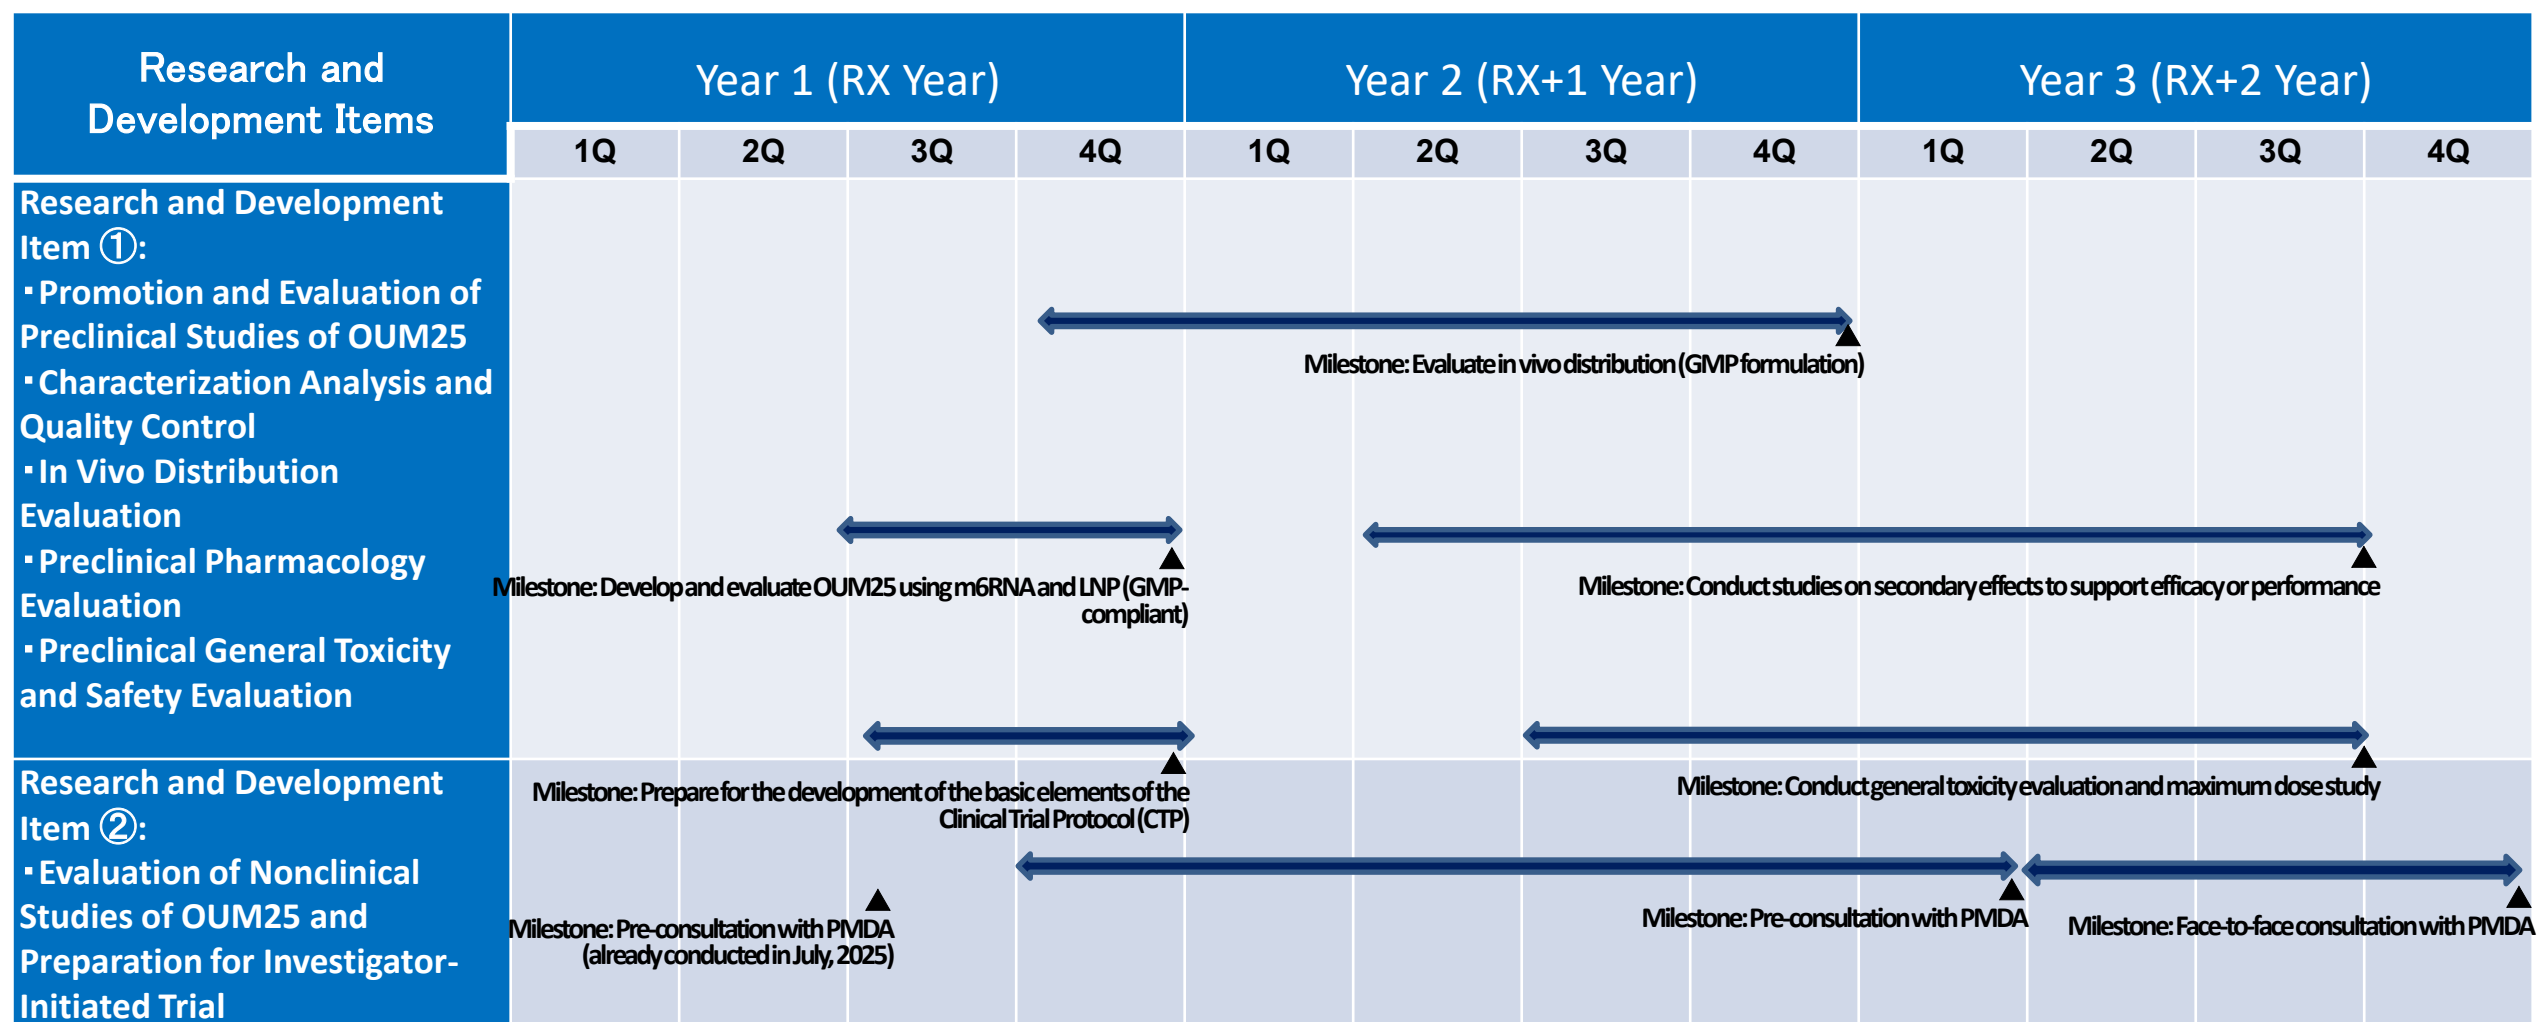 Research and
Development Items
Year 1 (RX Year)
Year 2 (RX+1 Year)
Year 3 (RX+2 Year)
1Q
2Q
3Q
4Q
1Q
2Q
3Q
4Q
1Q
2Q
3Q
4Q
Research and Development
Item ①:
・Promotion and Evaluation of
Preclinical Studies of OUM25
・Characterization Analysis and
Quality Control
・In Vivo Distribution
Evaluation
・Preclinical Pharmacology
Evaluation
・Preclinical General Toxicity
and Safety Evaluation
Milestone: Evaluate in vivo distribution (GMP formulation)
Milestone: Develop and evaluate OUM25 using m6RNA and LNP (GMP-
compliant)
Milestone: Conduct studies on secondary effects to support efficacy or performance
Milestone: Prepare for the development of the basic elements of the
Clinical Trial Protocol (CTP)
Milestone: Conduct general toxicity evaluation and maximum dose study
Research and Development
Item ②:
・Evaluation of Nonclinical
Studies of OUM25 and
Preparation for Investigator-
Initiated Trial
Milestone: Pre-consultation with PMDA
(already conducted in July, 2025)
Milestone: Pre-consultation with PMDA
Milestone: Face-to-face consultation with PMDA